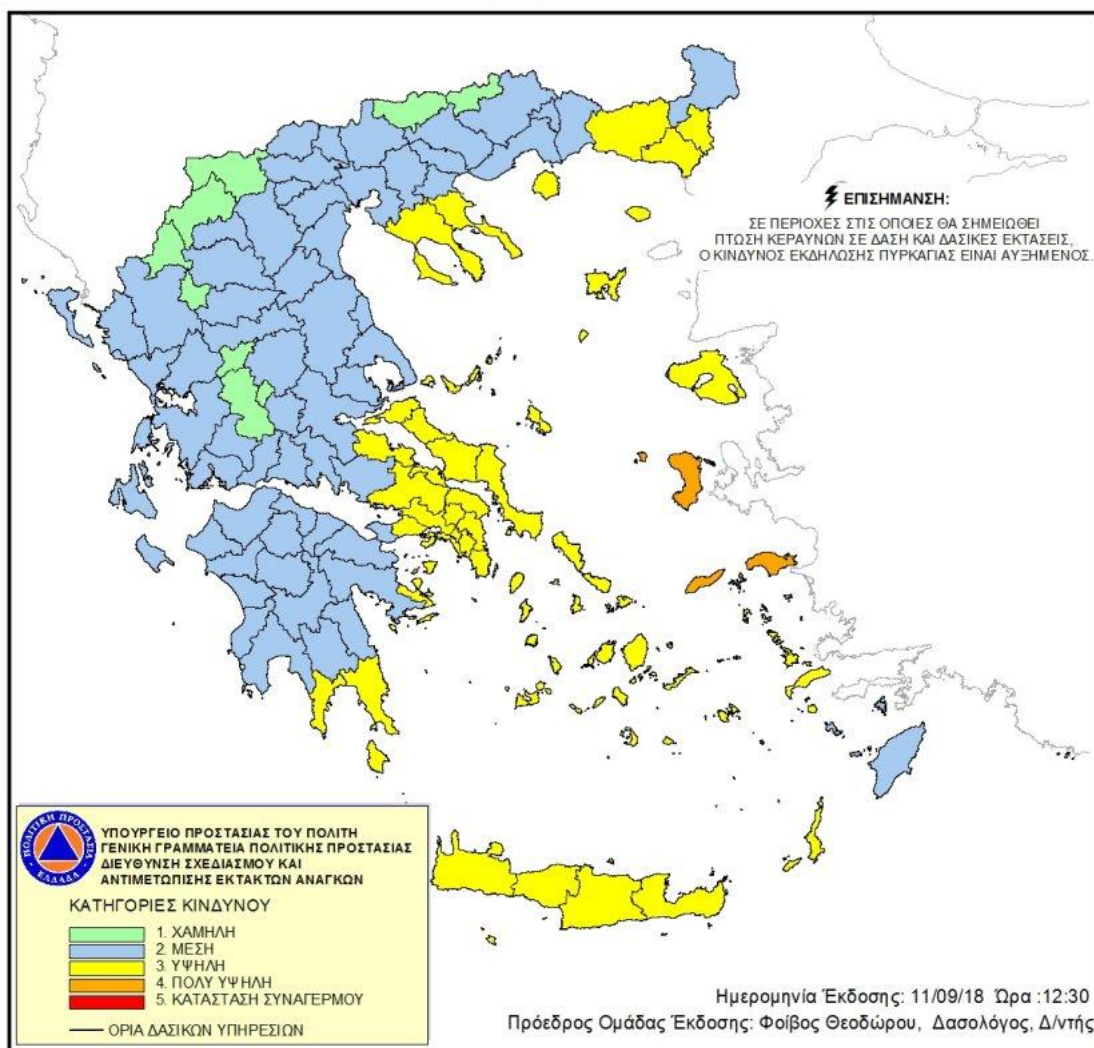 ΕΠΙΣΗΜΑΝΣΗ:
ΣΕ ΠΕΡΙΟΧΕΣ ΣΤΙΣ ΟΠΟΙΕΣ ΘΑ ΣΗΜΕΙΩΘΕΙ
ΠΤΩΣΗ ΚΕΡΑΥΝΩΝ ΣΕ ΔΑΣΗ ΚΑΙ ΔΑΣΙΚΕΣ ΕΚΤΑΣΕΙΣ,
Ο ΚΙΝΔΥΝΟΣ ΕΚΔΗΛΩΣΗΣ ΠΥΡΚΑΓΙΑΣ ΕΙΝΑΙ ΑΥΞΗΜΕΝΟΣ.
ΠΟΛΙΤΙΚΗ ΠΡΟΣΤΑΣΙΑ
ΕΛΛΑΔΑ
ΥΠΟΥΡΓΕΙΟ ΠΡΟΣΤΑΣΙΑΣ ΤΟΥ ΠΟΛΙΤΗ
ΓΕΝΙΚΗ ΓΡΑΜΜΑΤΕΙΑ ΠΟΛΙΤΙΚΗΣ ΠΡΟΣΤΑΣΙΑΣ
ΔΙΕΥΘΥΝΣΗ ΣΧΕΔΙΑΣΜΟΥ ΚΑΙ
ΑΝΤΙΜΕΤΩΠΙΣΗΣ ΕΚΤΑΚΤΩΝ ΑΝΑΓΚΩΝ
ΚΑΤΗΓΟΡΙΕΣ ΚΙΝΔΥΝΟΥ
1. ΧΑΜΗΛΗ
2. ΜΕΣΗ
3. ΥΨΗΛΗ
4. ΠΟΛΥ ΥΨΗΛΗ
5. ΚΑΤΑΣΤΑΣΗ ΣΥΝΑΓΕΡΜΟΥ
ΟΡΙΑ ΔΑΣΙΚΩΝ ΥΠΗΡΕΣΙΩΝ
Ημερομηνία Έκδοσης: 11/09/18 Ώρα :12:30
Πρόεδρος Ομάδας Έκδοσης: Φοίβος Θεοδώρου, Δασολόγος, Δ/ντής